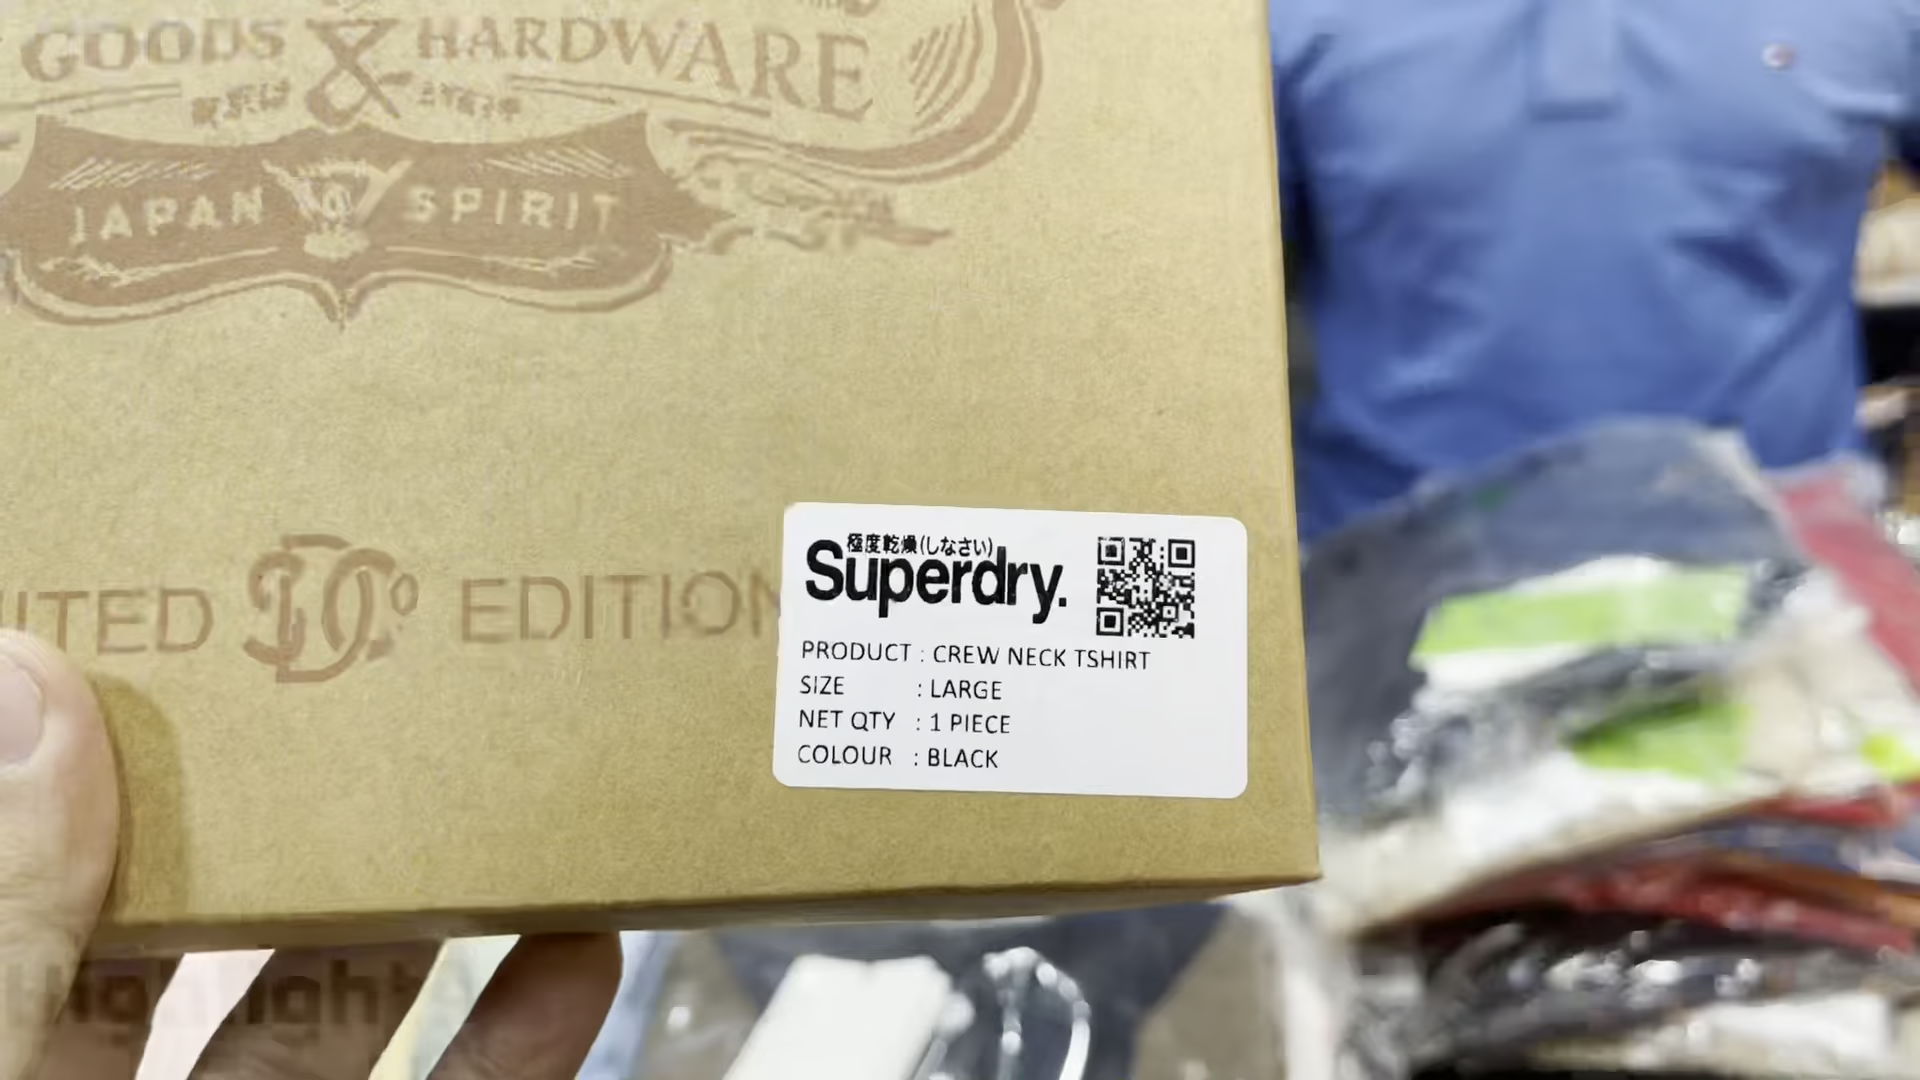 GOODS & HARDWARE
JAPAN SPIRIT
ITED DC EDITION
極度乾燥(しなさい)
Superdry.
PRODUCT : CREW NECK TSHIRT
SIZE : LARGE
NET QTY : 1 PIECE
COLOUR : BLACK